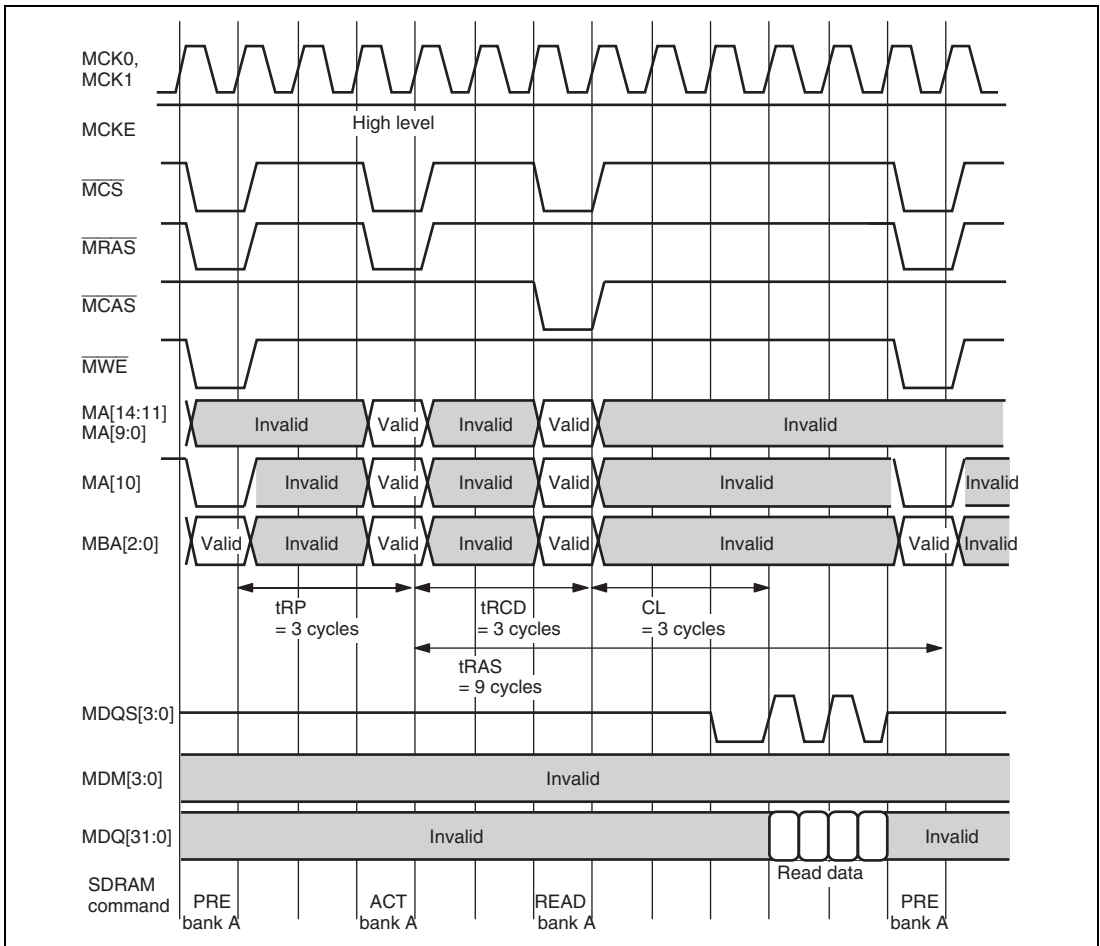 MCK0,
MCK1
MCKE
High level
MCS
MRAS
MCAS
MWE
MA[14:11]
MA[9:0]
Invalid Valid Invalid Valid Invalid
MA[10]
Invalid Valid Invalid Valid Invalid Invalid
MBA[2:0]
Valid Invalid Valid Invalid Valid Invalid Valid Invalid
tRP
= 3 cycles
tRCD
= 3 cycles
CL
= 3 cycles
tRAS
= 9 cycles
MDQS[3:0]
MDM[3:0]
Invalid
MDQ[31:0]
Invalid
Invalid
Read data
SDRAM
command
PRE
bank A
ACT
bank A
READ
bank A
PRE
bank A